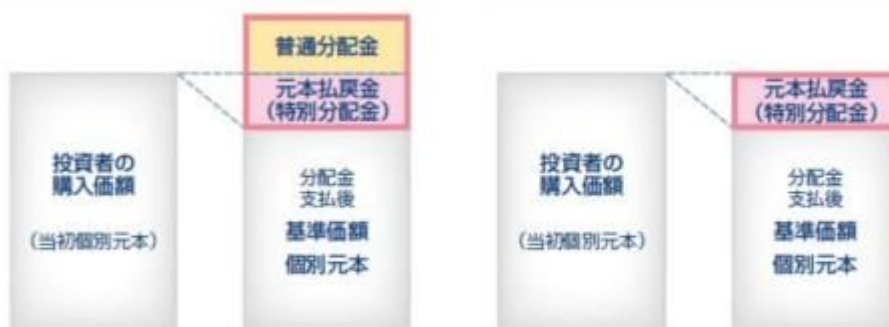 普通分配金
元本払戻金
（特別分配金）
投資者の
購入価額
（当初個別元本）
分配金
支払後
基準価額
個別元本
元本払戻金
（特別分配金）
投資者の
購入価額
（当初個別元本）
分配金
支払後
基準価額
個別元本